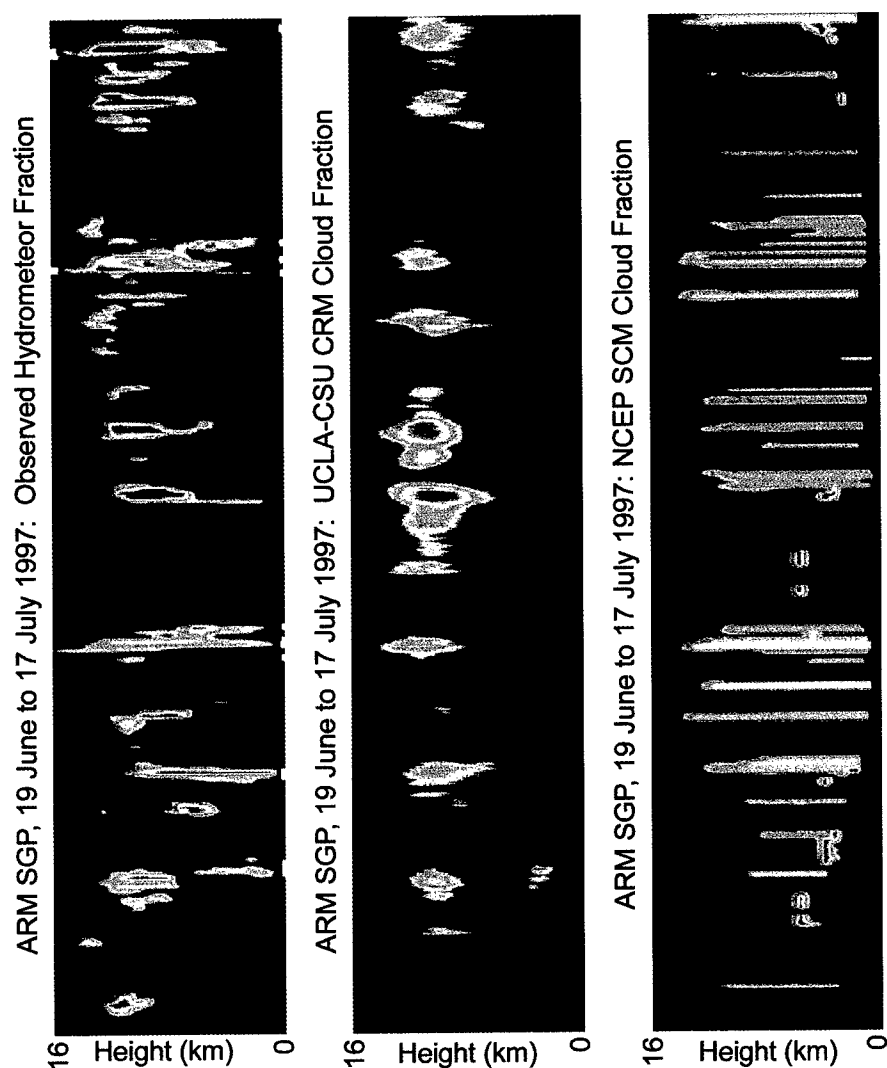 ARM SGP, 19 June to 17 July 1997: Observed Hydrometeor Fraction
16
Height (km)
0
ARM SGP, 19 June to 17 July 1997: UCLA-CSU CRM Cloud Fraction
16
Height (km)
0
ARM SGP, 19 June to 17 July 1997: NCEP SCM Cloud Fraction
16
Height (km)
0